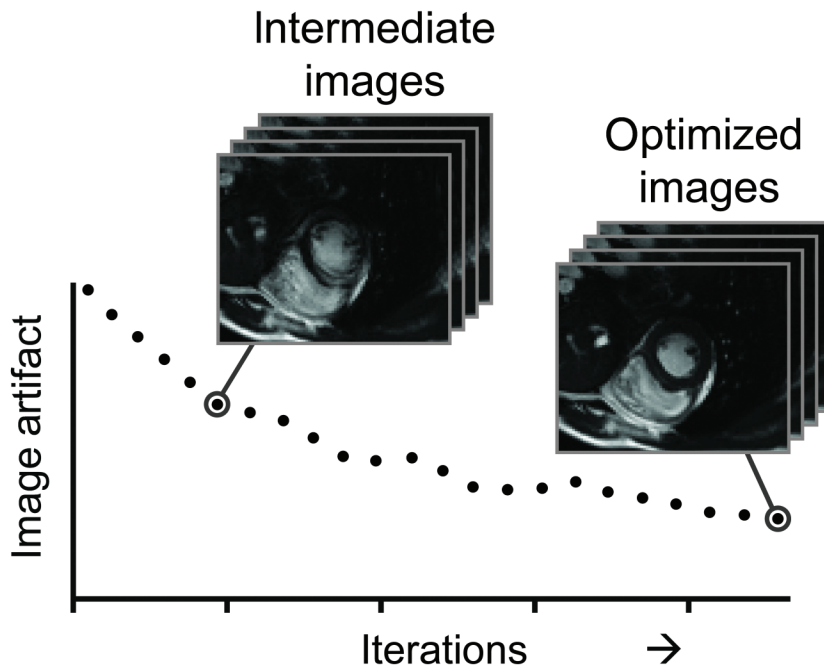 Intermediate
images
Optimized
images
Image artifact
Iterations →